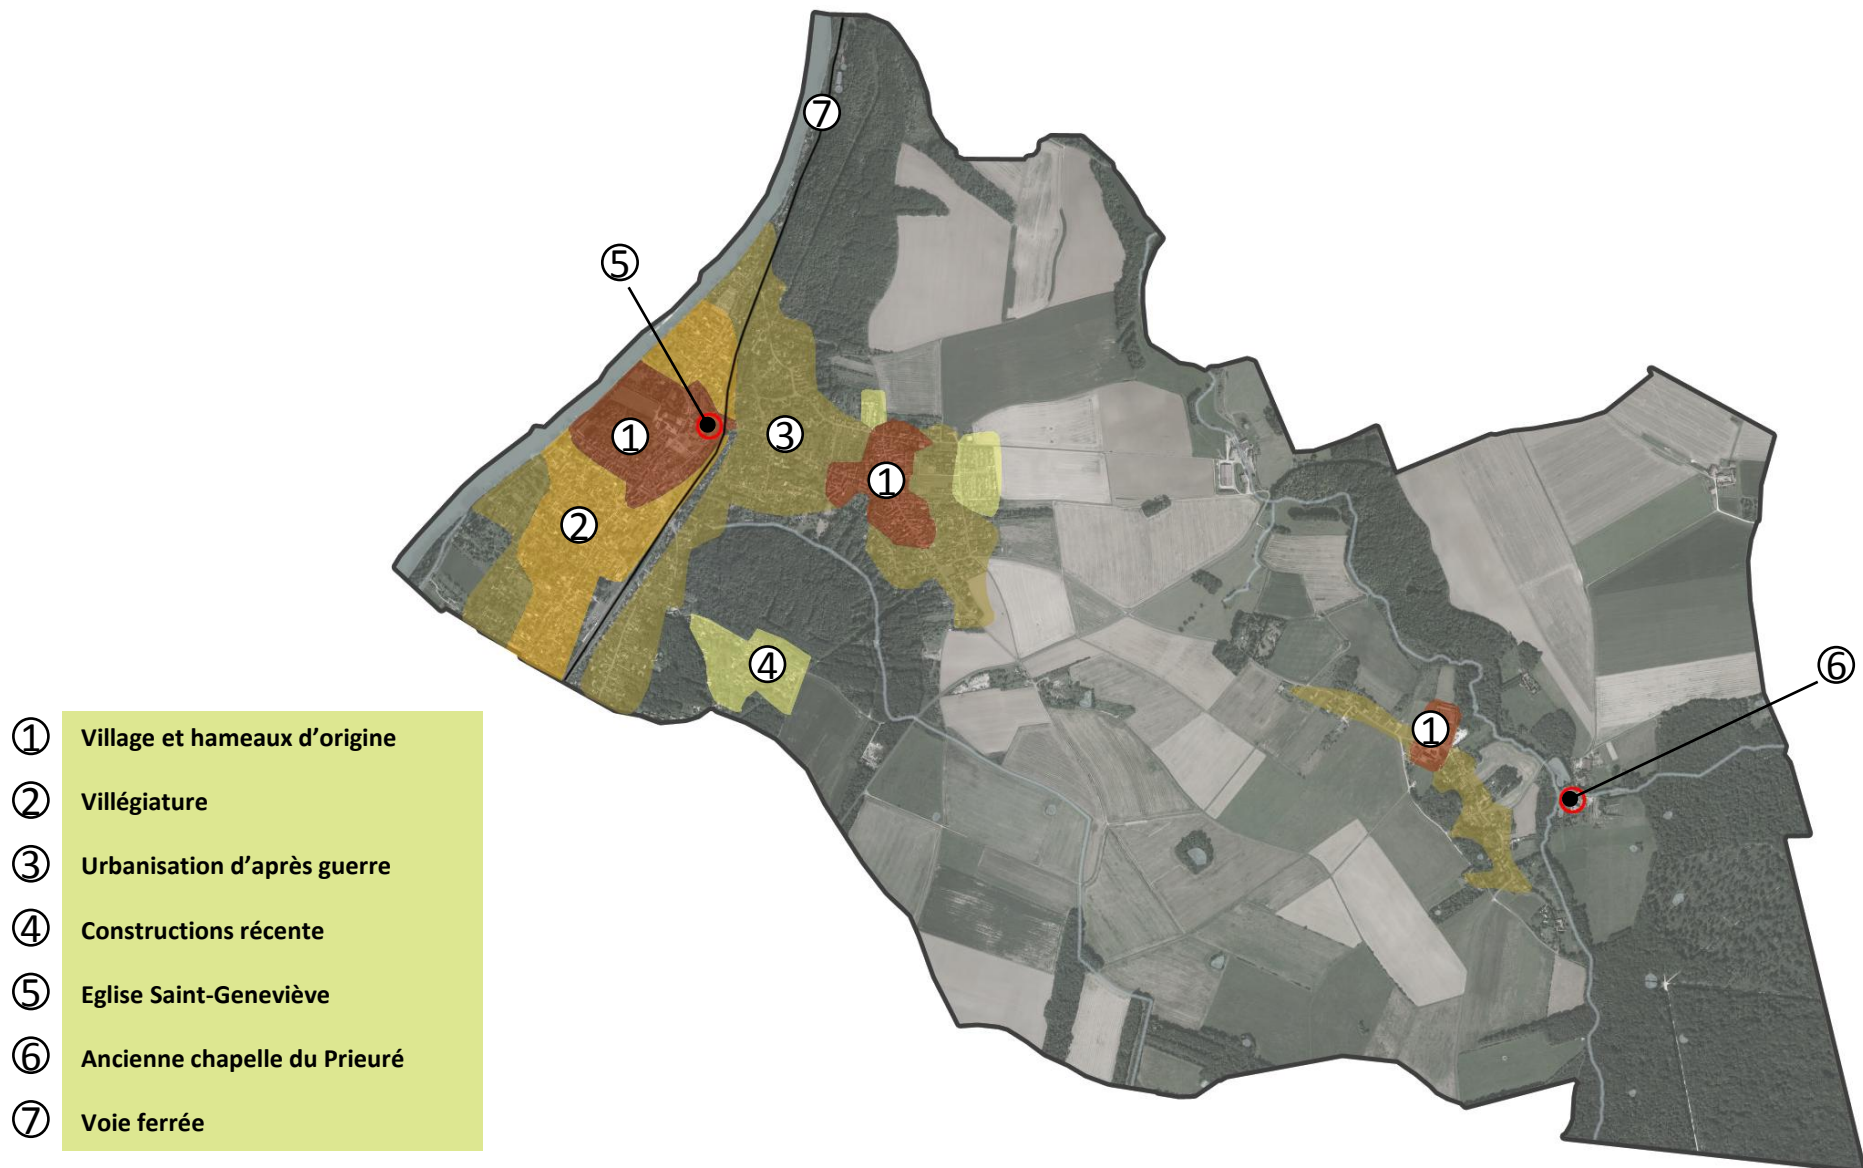 7
5
1
3
1
2
4
6
1
1 Village et hameaux d'origine
2 Villégiature
3 Urbanisation d'après guerre
4 Constructions récente
5 Eglise Saint-Geneviève
6 Ancienne chapelle du Prieuré
7 Voie ferrée